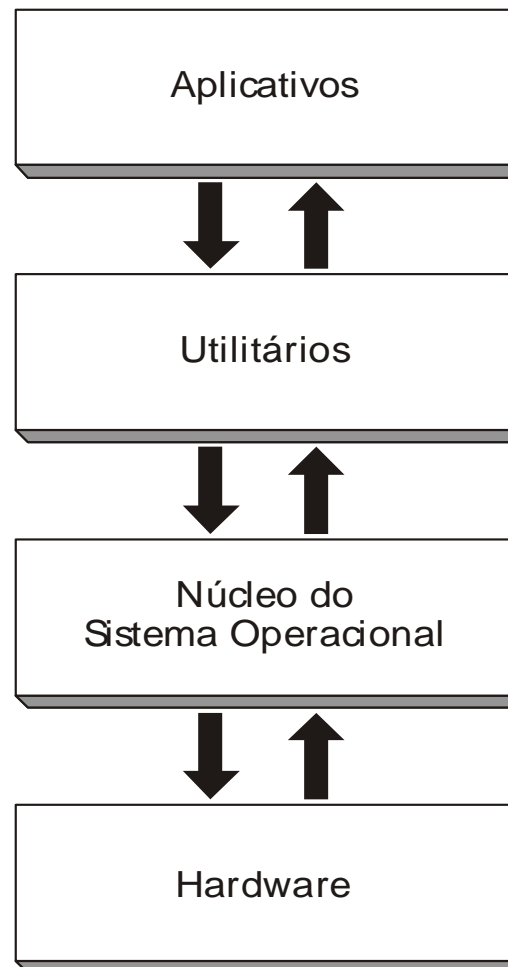 Aplicativos
Utilitários
Núcleo do
Sistema Operacional
Hardware